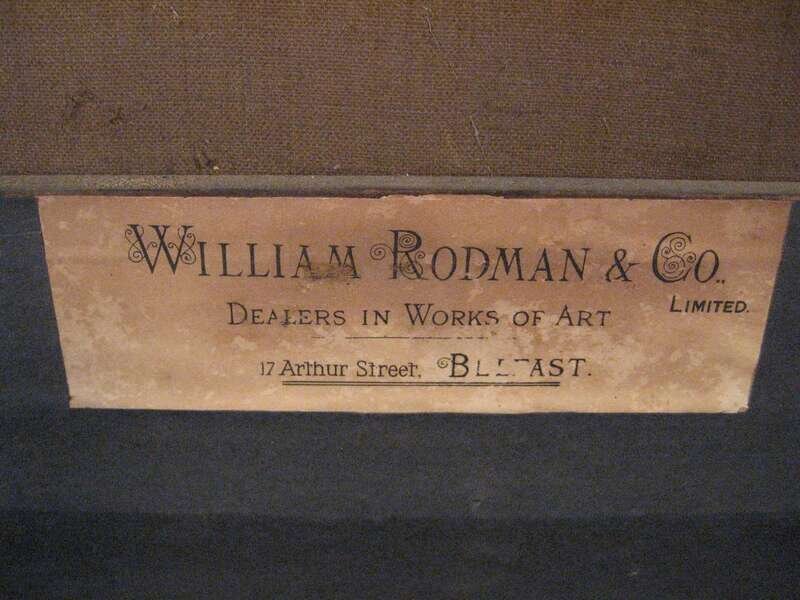 William Rodman & Co.,
Limited.
Dealers in Works of Art
17 Arthur Street, Belfast.